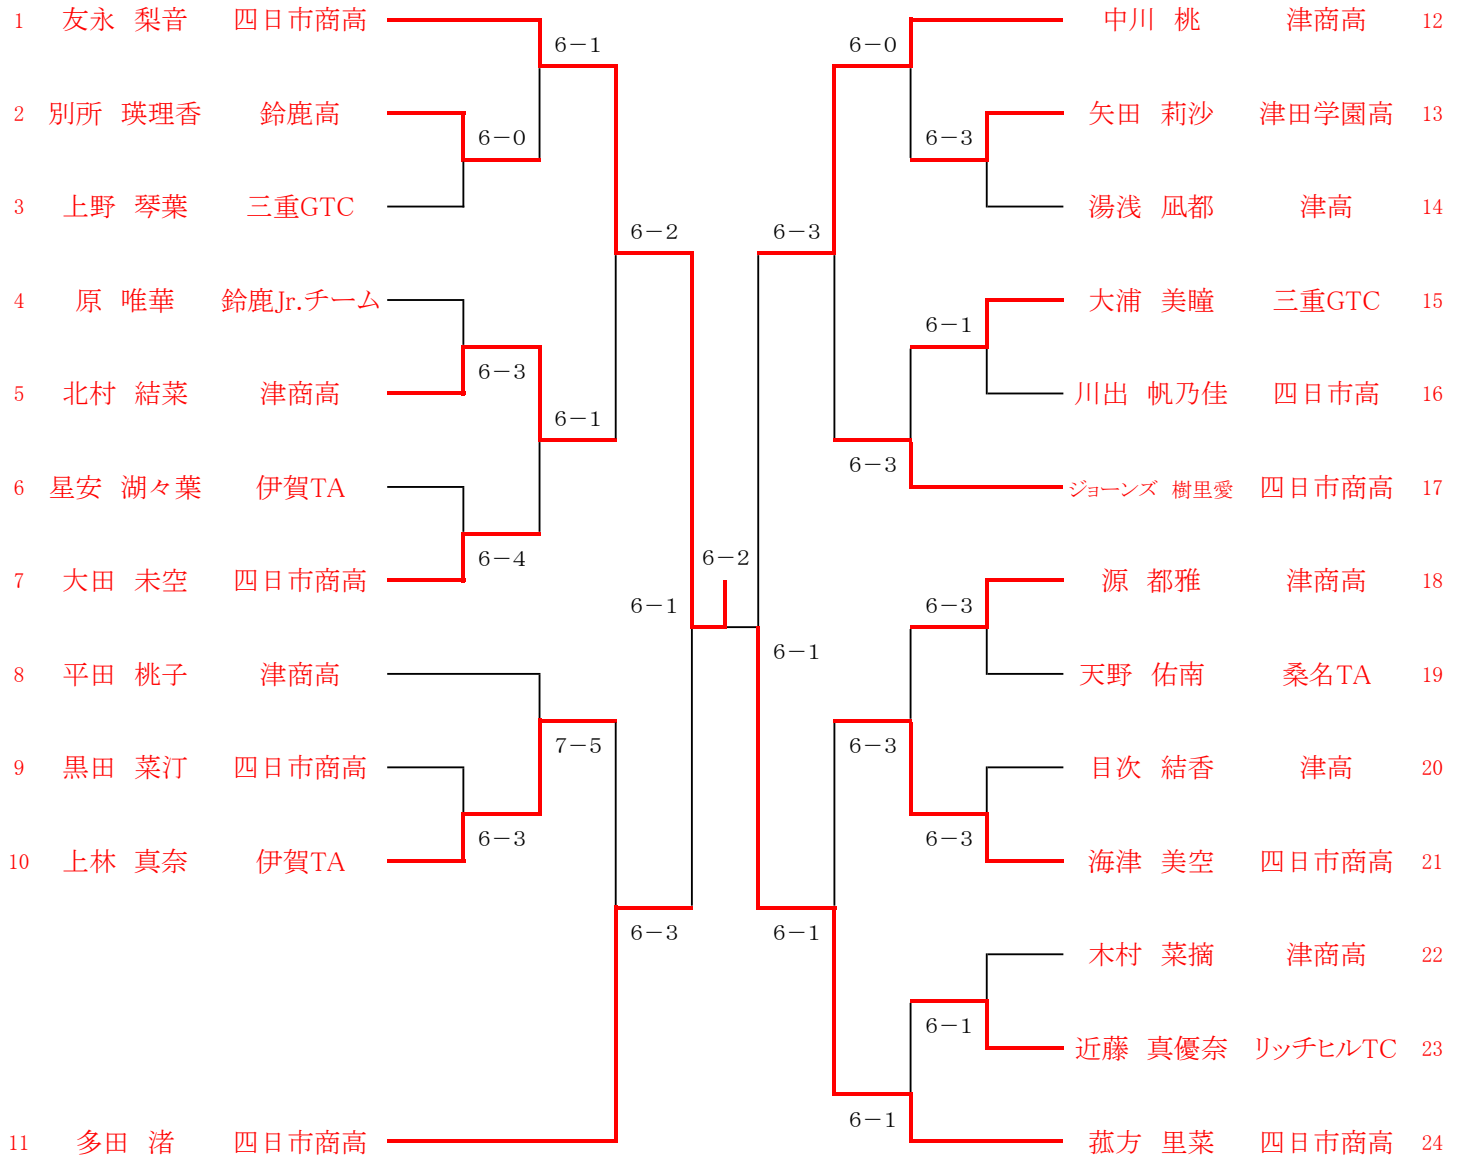 1 友永 梨音 四日市商高
6-1
2 別所 瑛理香 鈴鹿高
6-0
3 上野 琴葉 三重GTC
6-2
4 原 唯華 鈴鹿Jr.チーム
6-3
5 北村 結菜 津商高
6-1
6 星安 湖々葉 伊賀TA
6-4
7 大田 未空 四日市商高
6-1
8 平田 桃子 津商高
7-5
9 黒田 菜汀 四日市商高
6-3
10 上林 真奈 伊賀TA
6-3
11 多田 渚 四日市商高
6-2
中川 桃 津商高 12
6-0
矢田 莉沙 津田学園高 13
6-3
湯浅 凪都 津高 14
6-3
大浦 美瞳 三重GTC 15
6-1
川出 帆乃佳 四日市高 16
6-3
ジョーンズ 樹里愛 四日市商高 17
源 都雅 津商高 18
6-3
6-1
天野 佑南 桑名TA 19
6-3
目次 結香 津高 20
6-3
海津 美空 四日市商高 21
6-1
木村 菜摘 津商高 22
6-1
近藤 真優奈 リッチヒルTC 23
6-1
菰方 里菜 四日市商高 24